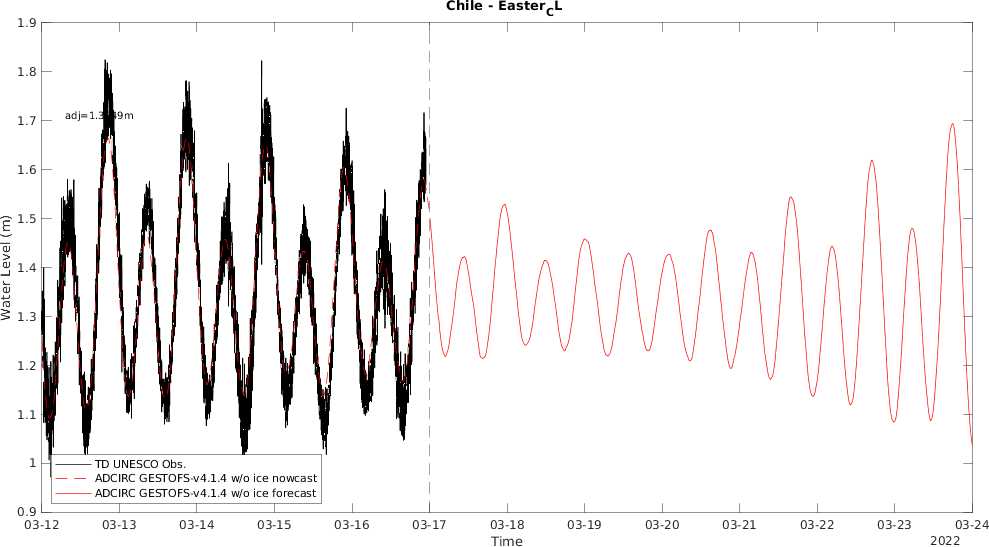 Chile - Easter_CL
1.9
1.8
1.7
1.6
1.5
1.4
1.3
1.2
1.1
1
0.9
Water Level (m)
TD UNESCO Obs.
ADCIRC GESTOFS-v4.1.4 w/o ice nowcast
ADCIRC GESTOFS-v4.1.4 w/o ice forecast
03-12 03-13 03-14 03-15 03-16 03-17 03-18 03-19 03-20 03-21 03-22 03-23 03-24
Time
2022